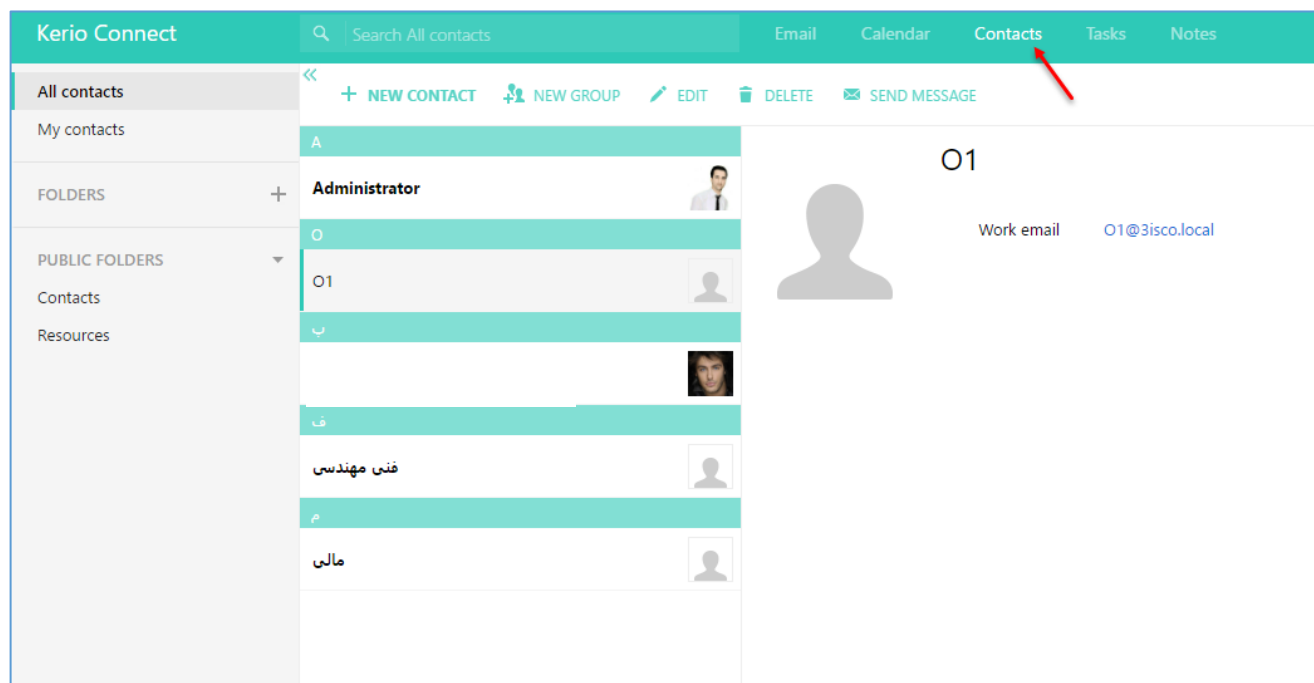 Kerio Connect
Search All contacts
Email Calendar Contacts Tasks Notes
All contacts
My contacts
FOLDERS
PUBLIC FOLDERS
Contacts
Resources
NEW CONTACT NEW GROUP EDIT DELETE SEND MESSAGE
A
Administrator
O
O1
پ
ف
فنی مهندسی
م
مالی
O1
Work email O1@3isco.local